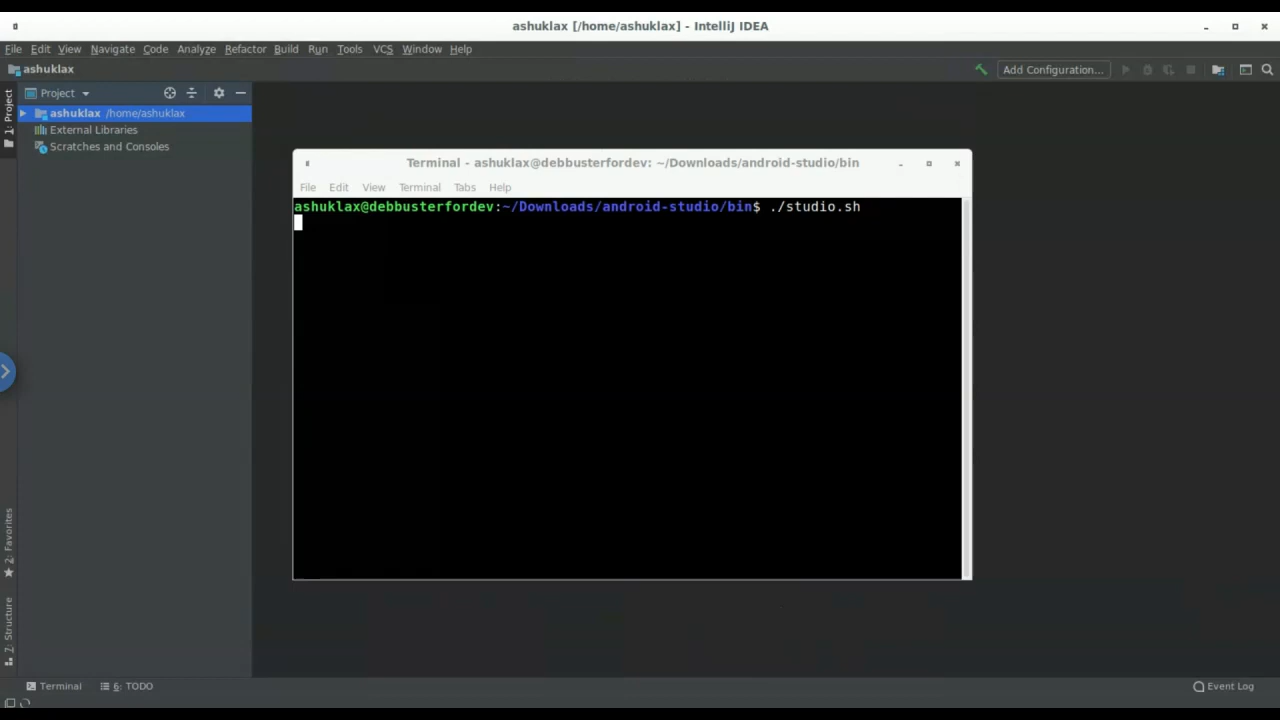 ashuklax [/home/ashuklax] - IntelliJ IDEA
File Edit View Navigate Code Analyze Refactor Build Run Tools VCS Window Help
ashuklax
Add Configuration...
1: Project
Project
ashuklax /home/ashuklax
External Libraries
Scratches and Consoles
Terminal - ashuklax@debbusterfordev: ~/Downloads/android-studio/bin
File Edit View Terminal Tabs Help
ashuklax@debbusterfordev:~/Downloads/android-studio/bin$ ./studio.sh
2: Favorites
7: Structure
Terminal
6: TODO
Event Log